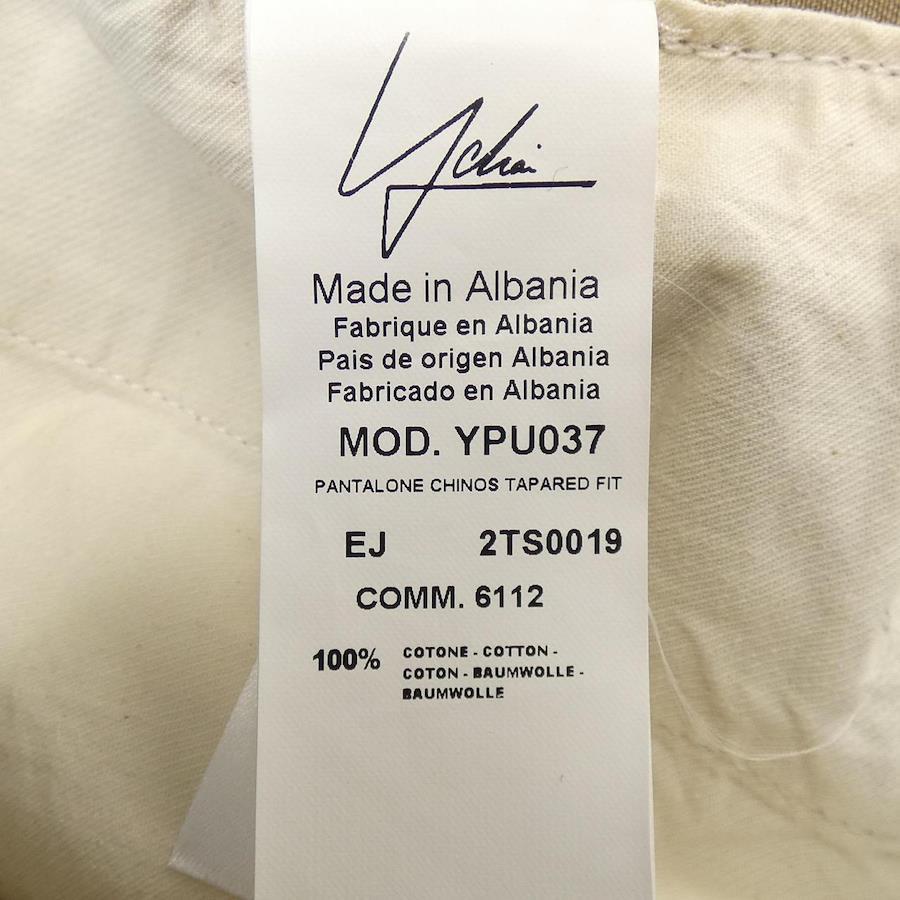 Ychai
Made in Albania
Fabrique en Albania
Pais de origen Albania
Fabricado en Albania
MOD. YPU037
PANTALONE CHINOS TAPARED FIT
EJ 2TS0019
COMM. 6112
100% COTONE - COTTON -
COTON - BAUMWOLLE -
BAUMWOLLE